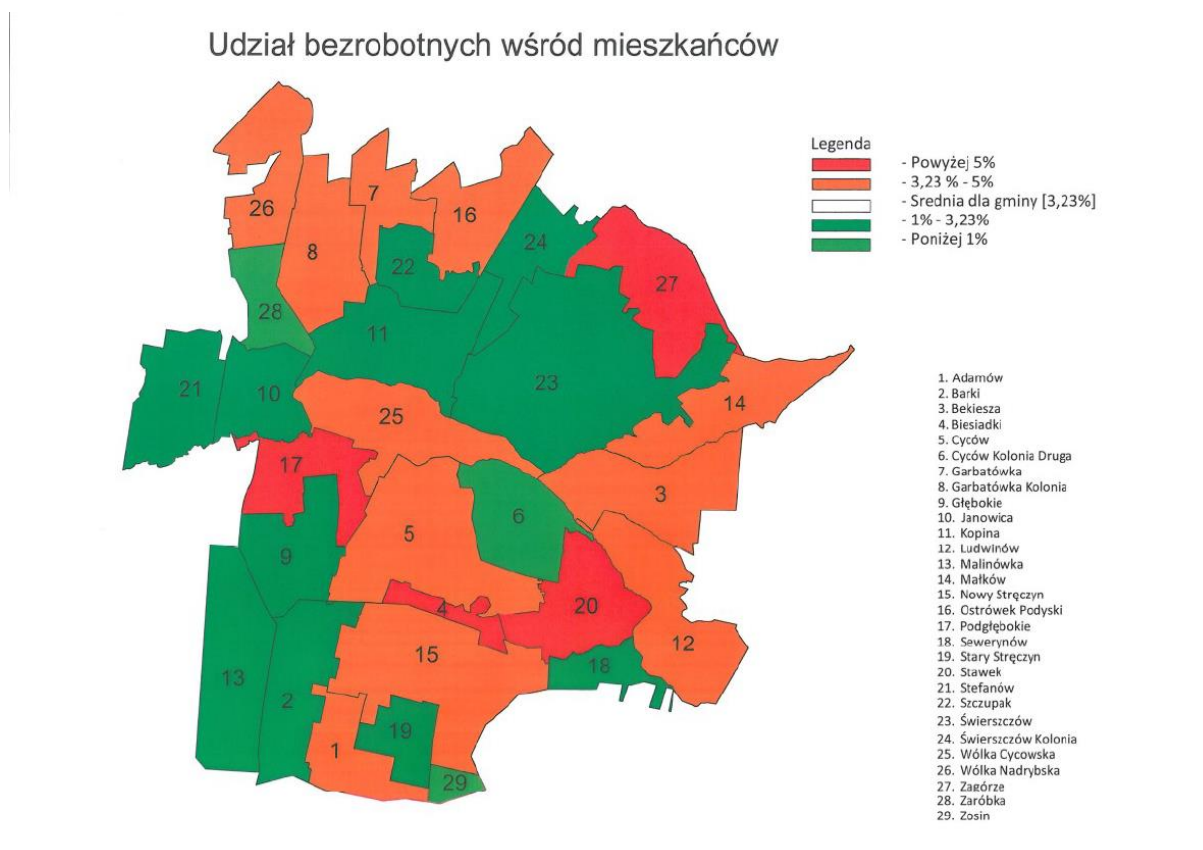 Udział bezrobotnych wśród mieszkańców
Legenda
- Powyżej 5%
- 3,23 % - 5%
- Srednia dla gminy [3,23%]
- 1% - 3,23%
- Poniżej 1%
26
7
16
8
22
24
27
28
11
21
10
23
25
14
17
3
5
6
9
4
20
15
12
18
13
2
19
1
29
1. Adamów
2. Barki
3. Bekiesza
4. Biesiadki
5. Cyców
6. Cyców Kolonia Druga
7. Garbatówka
8. Garbatówka Kolonia
9. Głębokie
10. Janowica
11. Kopina
12. Ludwinów
13. Malinówka
14. Małków
15. Nowy Stręczyn
16. Ostrówek Podyski
17. Podgłębokie
18. Sewerynów
19. Stary Stręczyn
20. Stawek
21. Stefanów
22. Szczupak
23. Świerszczów
24. Świerszczów Kolonia
25. Wólka Cycowska
26. Wólka Nadrybska
27. Zagórze
28. Zaróbka
29. Zosin